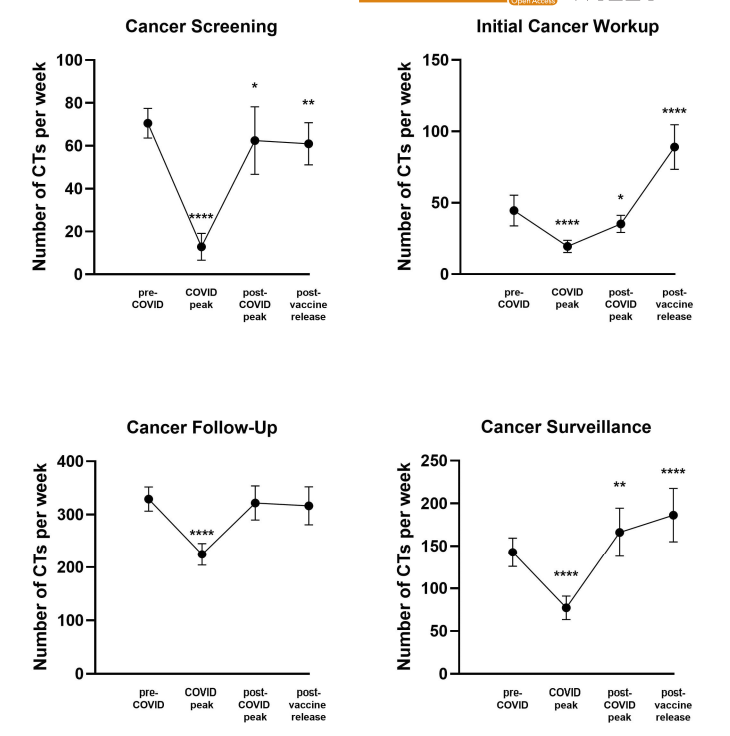 Open Access
Cancer Screening
Number of CTs per week
100
80
60
40
20
0
*
**
****
pre-
COVID
COVID
peak
post-
COVID
peak
post-
vaccine
release
Initial Cancer Workup
Number of CTs per week
150
100
50
0
****
*
****
pre-
COVID
COVID
peak
post-
COVID
peak
post-
vaccine
release
Cancer Follow-Up
Number of CTs per week
400
300
200
100
0
****
pre-
COVID
COVID
peak
post-
COVID
peak
post-
vaccine
release
Cancer Surveillance
Number of CTs per week
250
200
150
100
50
0
****
**
****
pre-
COVID
COVID
peak
post-
COVID
peak
post-
vaccine
release